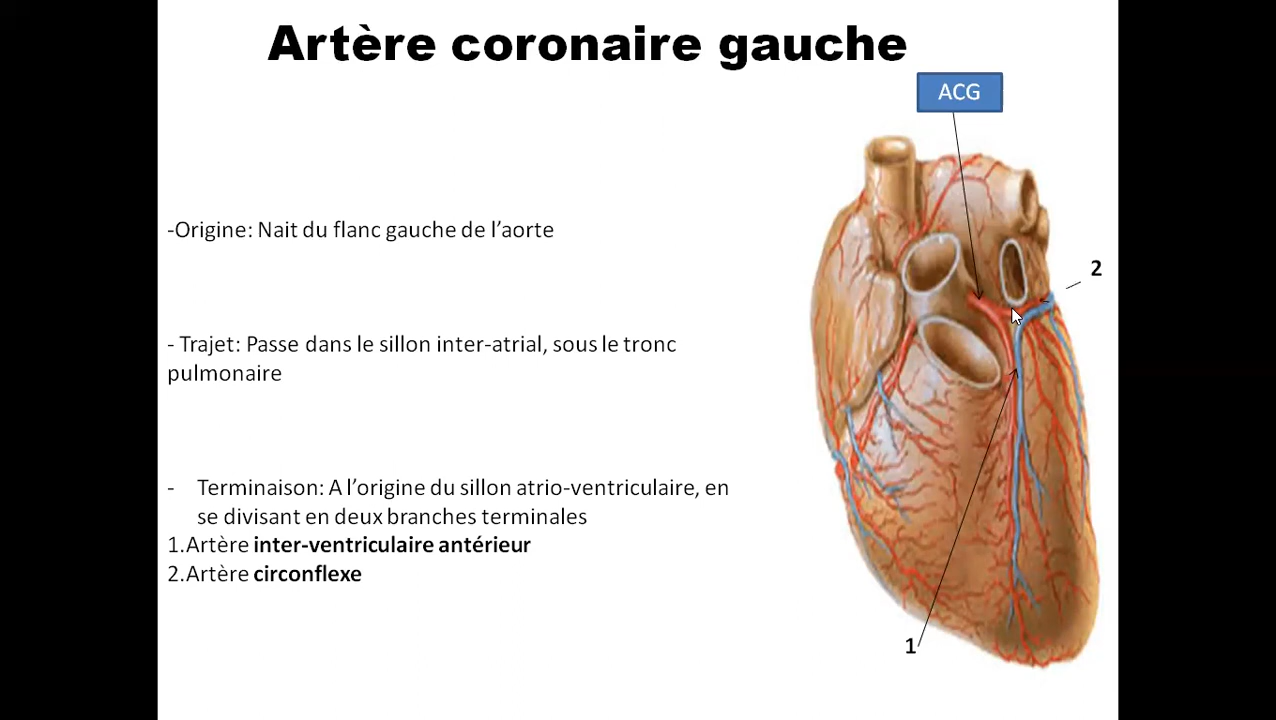 Artère coronaire gauche
ACG
-Origine: Nait du flanc gauche de l’aorte
2
- Trajet: Passe dans le sillon inter-atrial, sous le tronc
pulmonaire
- Terminaison: A l’origine du sillon atrio-ventriculaire, en
se divisant en deux branches terminales
1.Artère inter-ventriculaire antérieur
2.Artère circonflexe
1